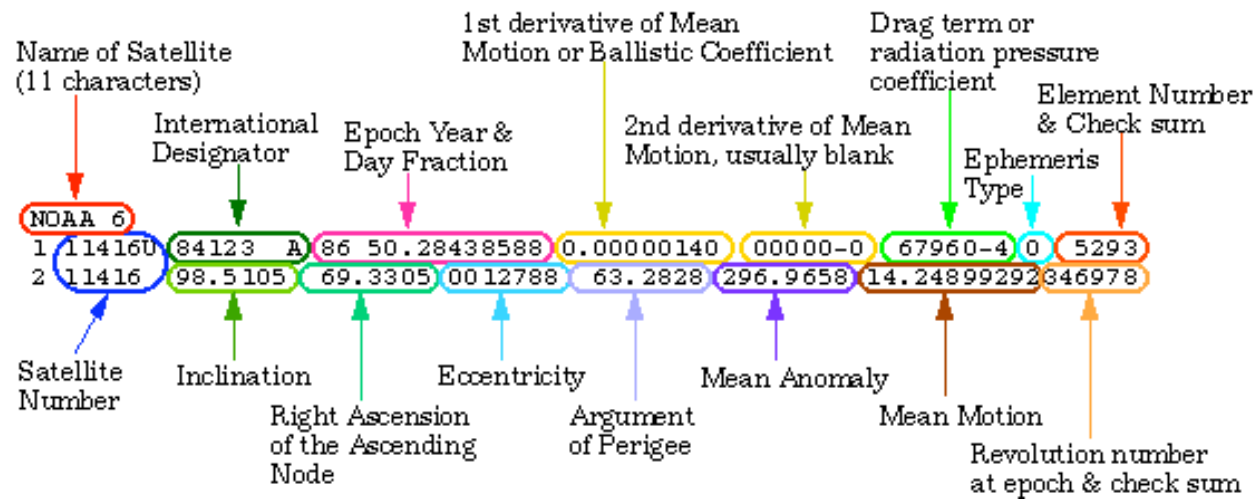 Name of Satellite
(11 characters)
International
Designator
Epoch Year &
Day Fraction
1st derivative of Mean
Motion or Ballistic Coefficient
2nd derivative of Mean
Motion, usually blank
Drag term or
radiation pressure
coefficient
Ephemeris
Type
Element Number
& Check sum
NOAA 6
1 11416U 84123 A 86 50.28438588 0.00000140 00000-0 67960-4 0 5293
2 11416 98.5105 69.3305 0012788 63.2828 296.9658 14.24899292346978
Satellite
Number
Inclination
Right Ascension
of the Ascending
Node
Eccentricity
Argument
of Perigee
Mean Anomaly
Mean Motion
Revolution number
at epoch & check sum